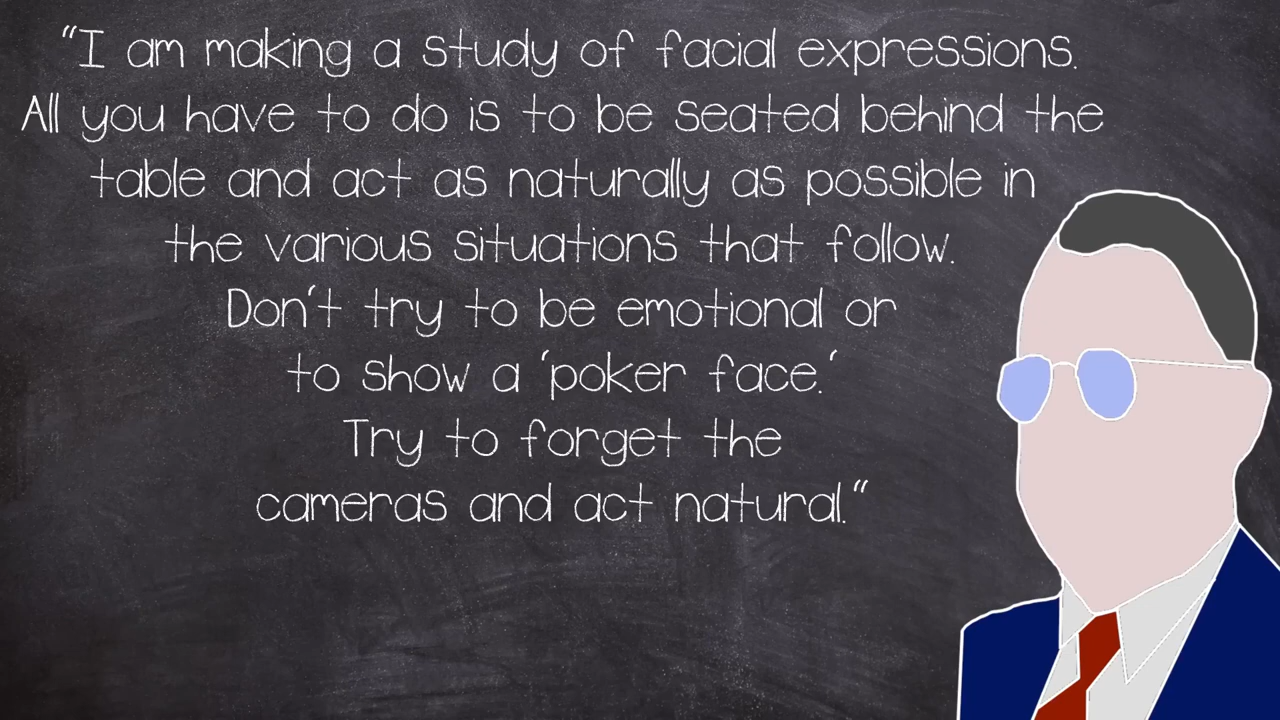 “I am making a study of facial expressions.
All you have to do is to be seated behind the
table and act as naturally as possible in
the various situations that follow.
Don't try to be emotional or
to show a 'poker face.'
Try to forget the
cameras and act natural.“